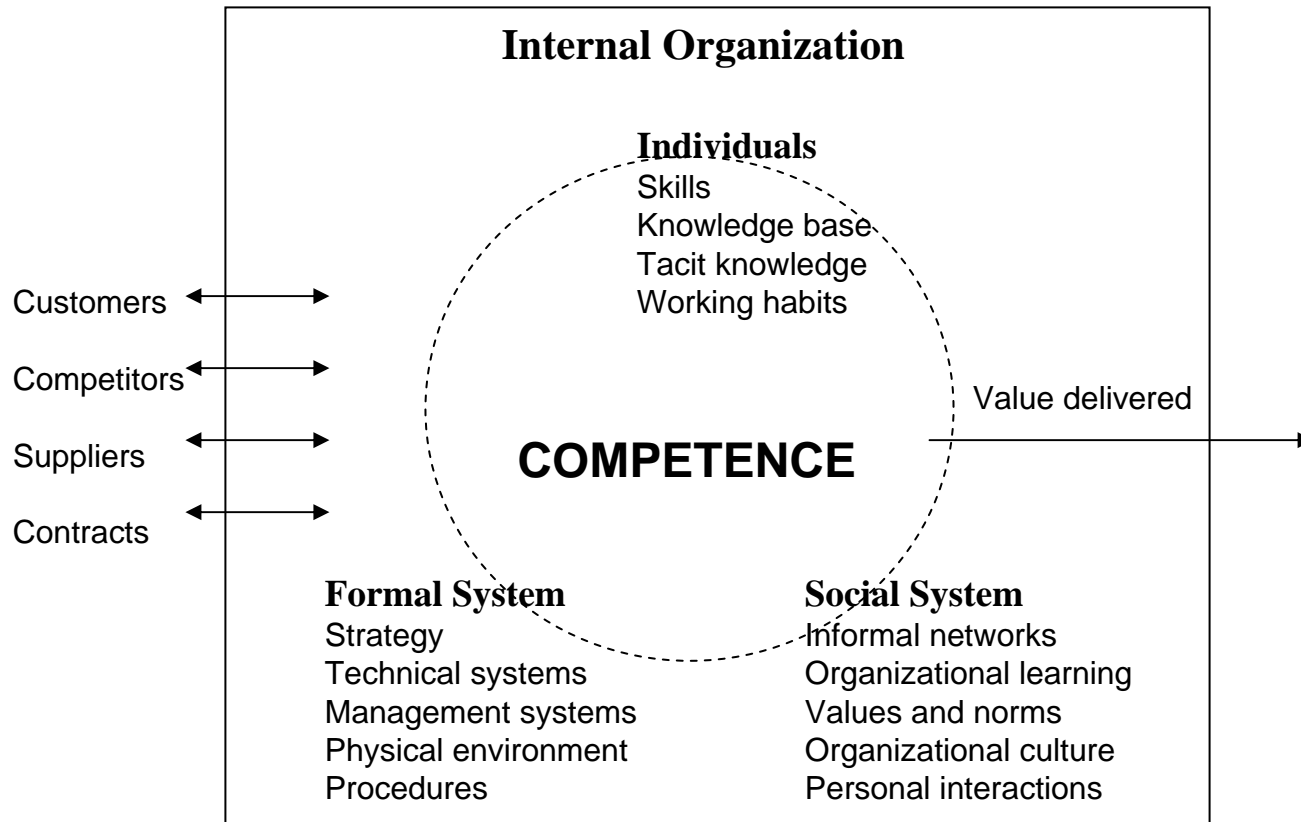 Internal Organization
Individuals
Skills
Knowledge base
Tacit knowledge
Working habits
Customers
Competitors
Suppliers
Contracts
Value delivered
COMPETENCE
Formal System
Strategy
Technical systems
Management systems
Physical environment
Procedures
Social System
Informal networks
Organizational learning
Values and norms
Organizational culture
Personal interactions